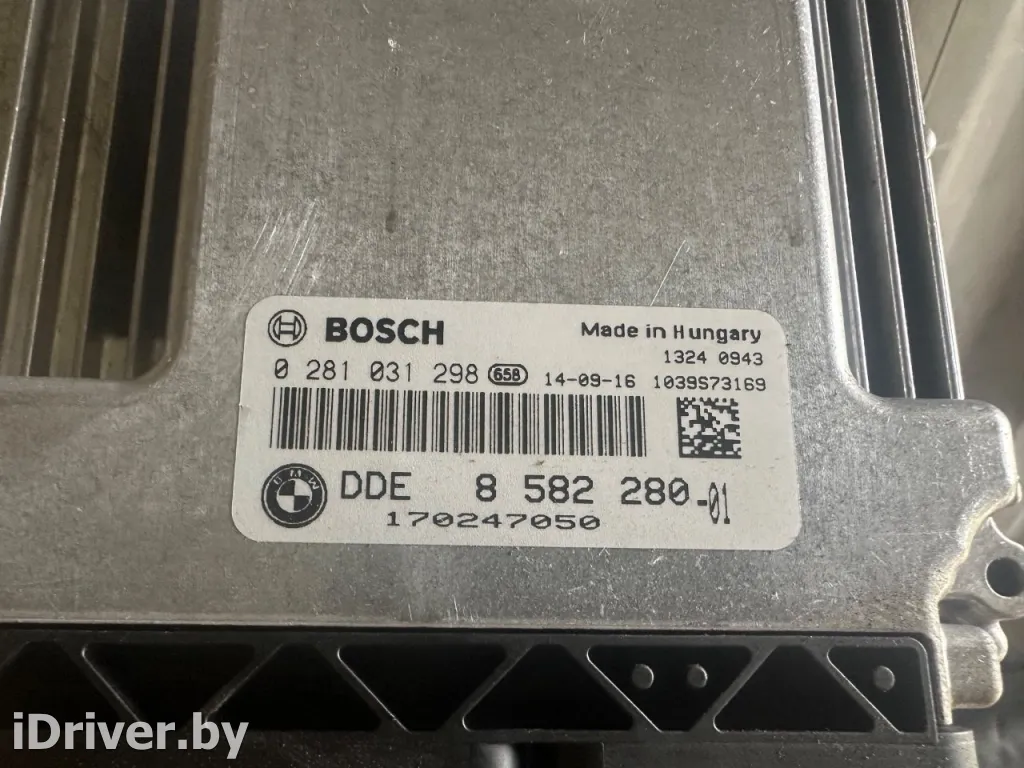 BOSCH
Made in Hungary
1324 0943
0 281 031 298 65B 14-09-16 1039S73169
BMW
DDE 8 582 280-01
170247050
iDriver.by